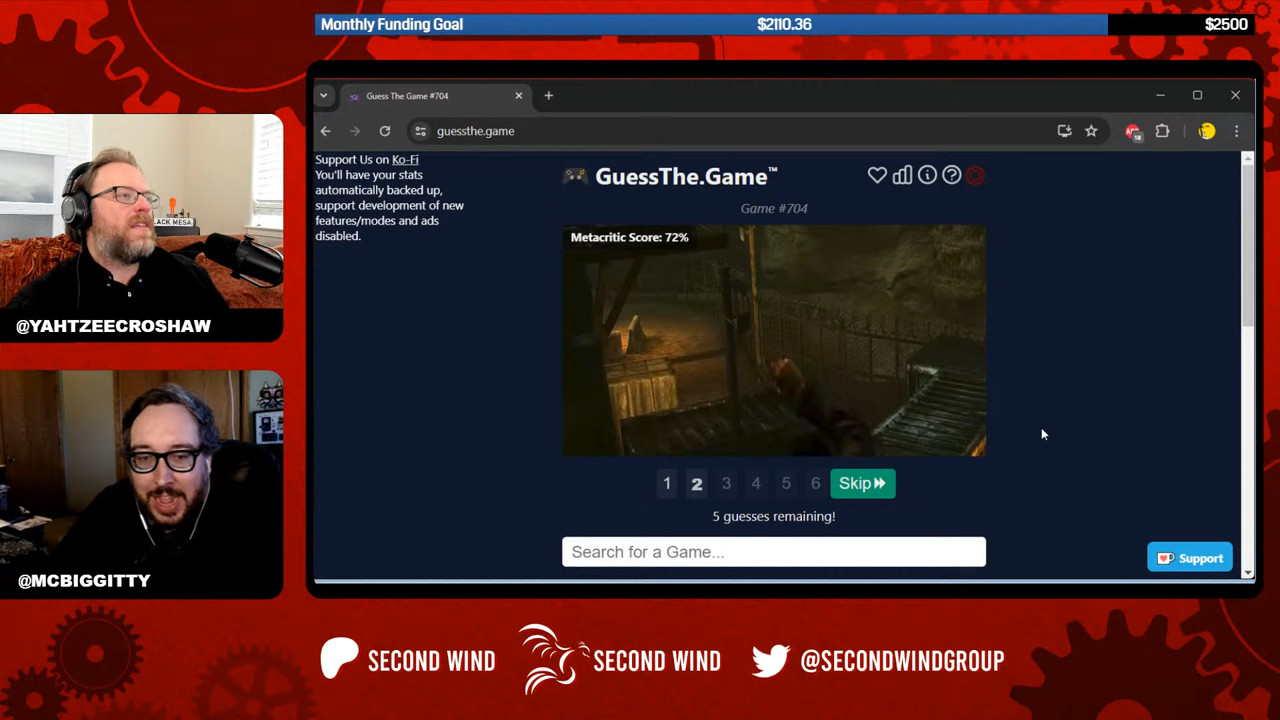 Monthly Funding Goal $2110.36 $2500
Guess The Game #704
guessthe.game
Support Us on Ko-Fi
You'll have your stats
automatically backed up,
support development of new
features/modes and ads
disabled.
GuessThe.Game™
Game #704
Metacritic Score: 72%
1 2 3 4 5 6 Skip
5 guesses remaining!
Search for a Game...
Support
LACK MESA
@YAHTZEECROSHAW
@MCBIGGITTY
SECOND WIND SECOND WIND @SECONDWINDGROUP